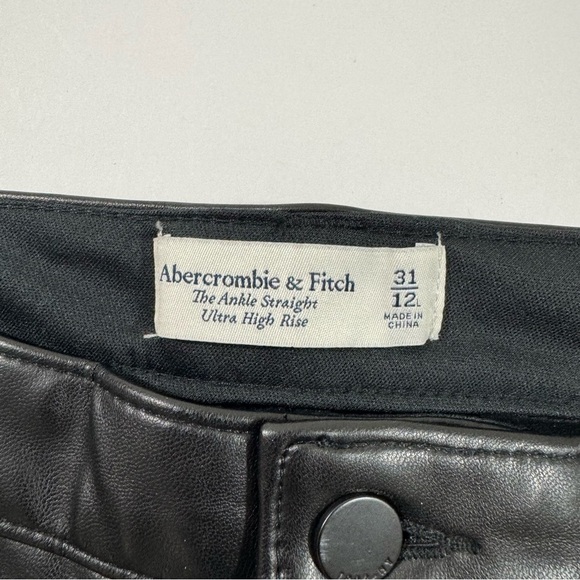 Abercrombie & Fitch
The Ankle Straight
Ultra High Rise
31
12L
MADE IN
CHINA